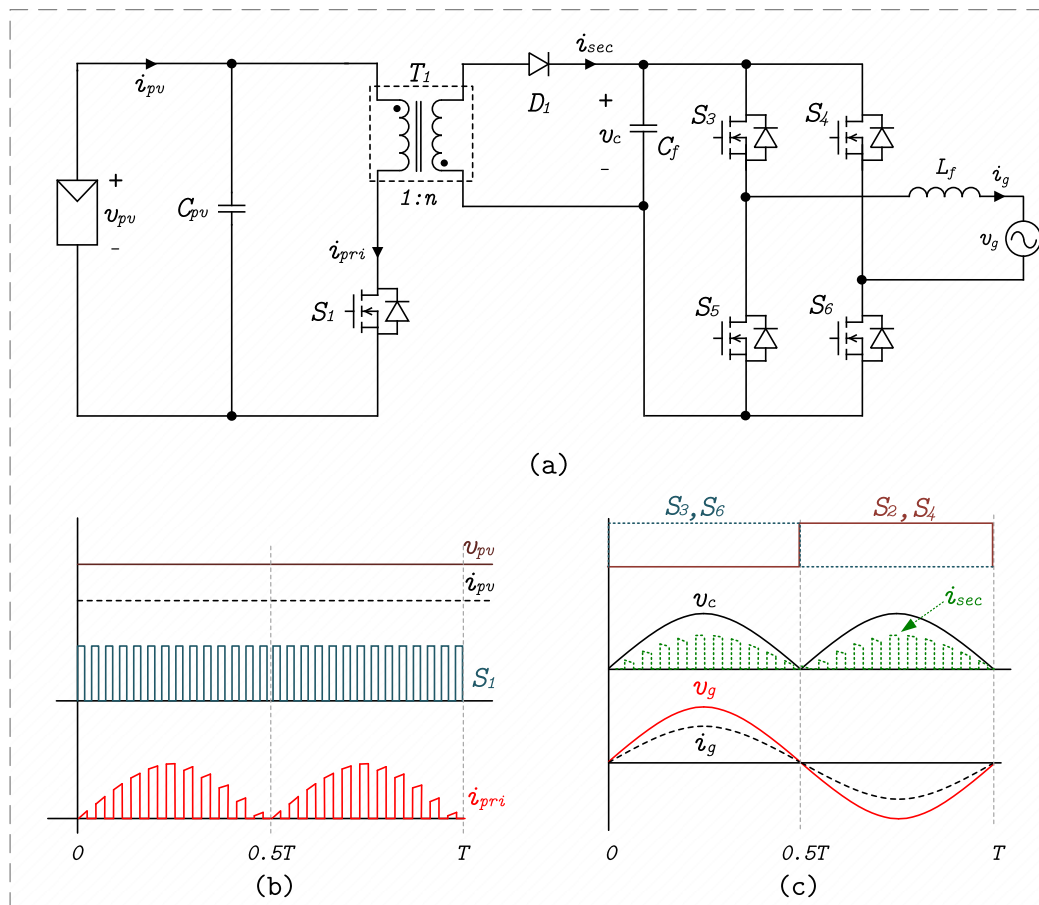 i_sec
T_1
i_pv
D_1
S_3
S_4
+
v_c
-
C_f
L_f
i_g
+
v_pv
-
C_pv
1:n
i_pri
v_g
S_1
S_5
S_6
(a)
S_3, S_6
S_2, S_4
v_pv
i_pv
v_c
i_sec
S_1
v_g
i_g
i_pri
0
0.5T
T
0
0.5T
T
(b)
(c)